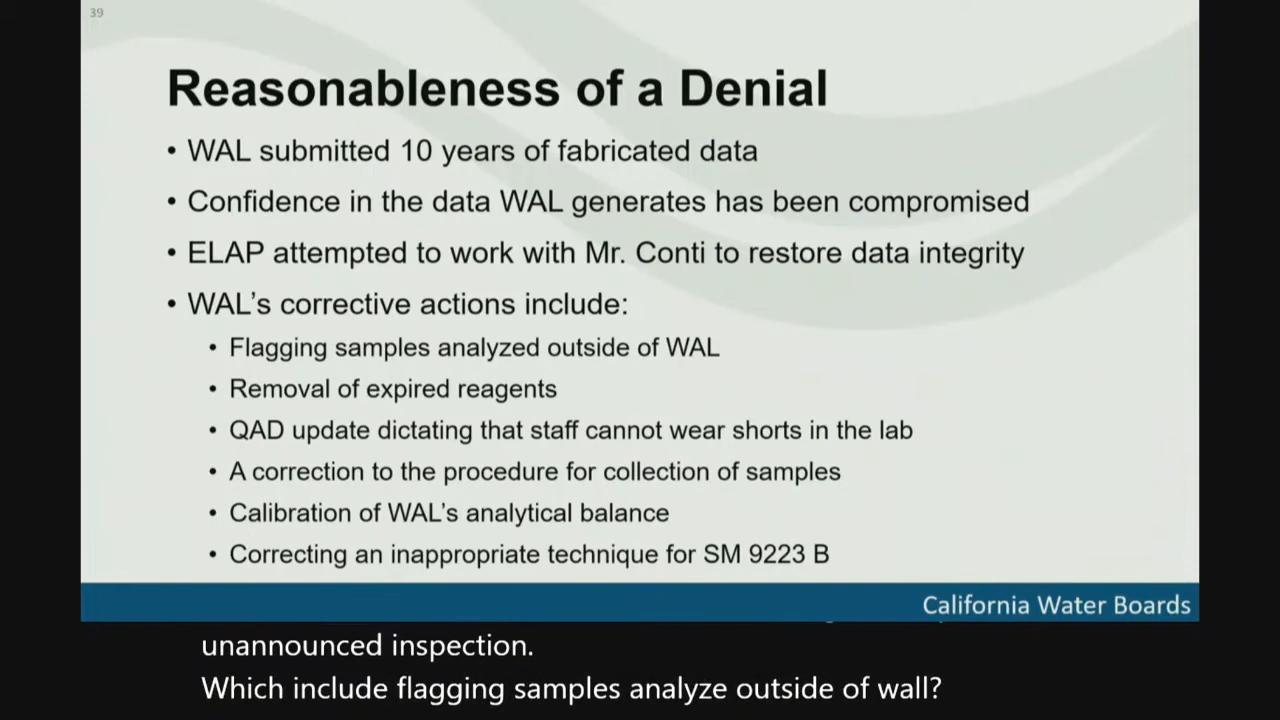 39
Reasonableness of a Denial
• WAL submitted 10 years of fabricated data
• Confidence in the data WAL generates has been compromised
• ELAP attempted to work with Mr. Conti to restore data integrity
• WAL's corrective actions include:
• Flagging samples analyzed outside of WAL
• Removal of expired reagents
• QAD update dictating that staff cannot wear shorts in the lab
• A correction to the procedure for collection of samples
• Calibration of WAL's analytical balance
• Correcting an inappropriate technique for SM 9223 B
California Water Boards
unannounced inspection.
Which include flagging samples analyze outside of wall?